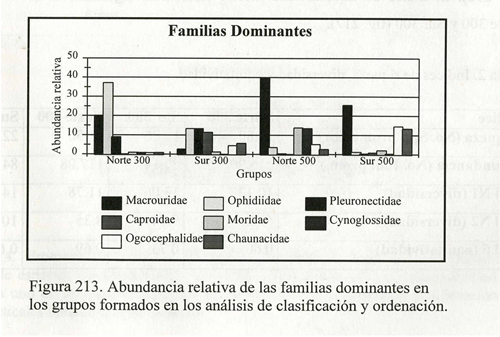 Familias Dominantes
Abundancia relativa
50
40
30
20
10
0
Norte 300 Sur 300 Norte 500 Sur 500
Grupos
Macrouridae Ophidiidae Pleuronectidae
Caproidae Moridae Cynoglossidae
Ogcocephalidae Chaunacidae
Figura 213. Abundancia relativa de las familias dominantes en
los grupos formados en los análisis de clasificación y ordenación.